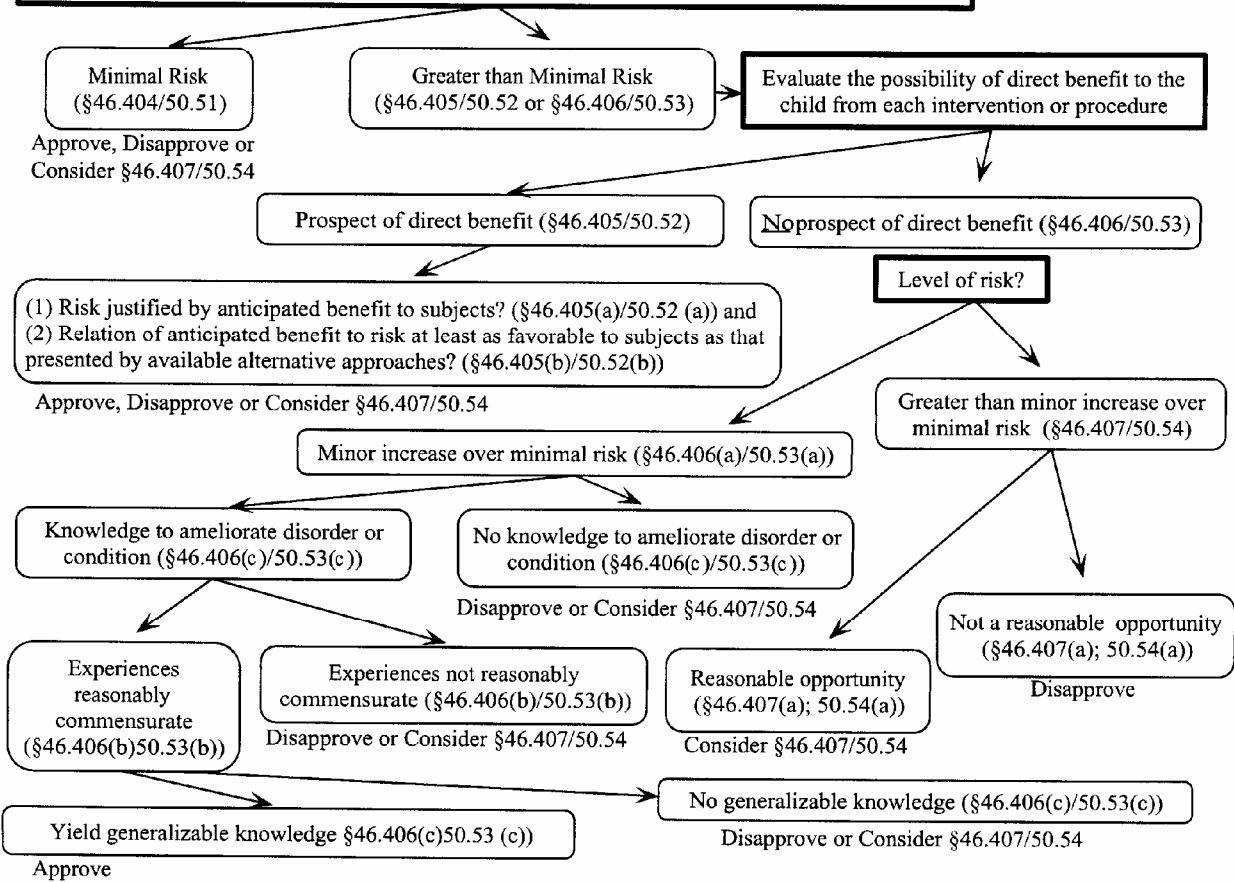 Minimal Risk
(§46.404/50.51)
Approve, Disapprove or
Consider §46.407/50.54
Greater than Minimal Risk
(§46.405/50.52 or §46.406/50.53)
Evaluate the possibility of direct benefit to the
child from each intervention or procedure
Prospect of direct benefit (§46.405/50.52)
Noprospect of direct benefit (§46.406/50.53)
Level of risk?
(1) Risk justified by anticipated benefit to subjects? (§46.405(a)/50.52 (a)) and
(2) Relation of anticipated benefit to risk at least as favorable to subjects as that
presented by available alternative approaches? (§46.405(b)/50.52(b))
Approve, Disapprove or Consider §46.407/50.54
Greater than minor increase over
minimal risk (§46.407/50.54)
Minor increase over minimal risk (§46.406(a)/50.53(a))
Knowledge to ameliorate disorder or
condition (§46.406(c)/50.53(c))
No knowledge to ameliorate disorder or
condition (§46.406(c)/50.53(c))
Disapprove or Consider §46.407/50.54
Not a reasonable opportunity
(§46.407(a); 50.54(a))
Disapprove
Experiences
reasonably
commensurate
(§46.406(b)50.53(b))
Experiences not reasonably
commensurate (§46.406(b)/50.53(b))
Disapprove or Consider §46.407/50.54
Reasonable opportunity
(§46.407(a); 50.54(a))
Consider §46.407/50.54
No generalizable knowledge (§46.406(c)/50.53(c))
Disapprove or Consider §46.407/50.54
Yield generalizable knowledge §46.406(c)50.53 (c))
Approve